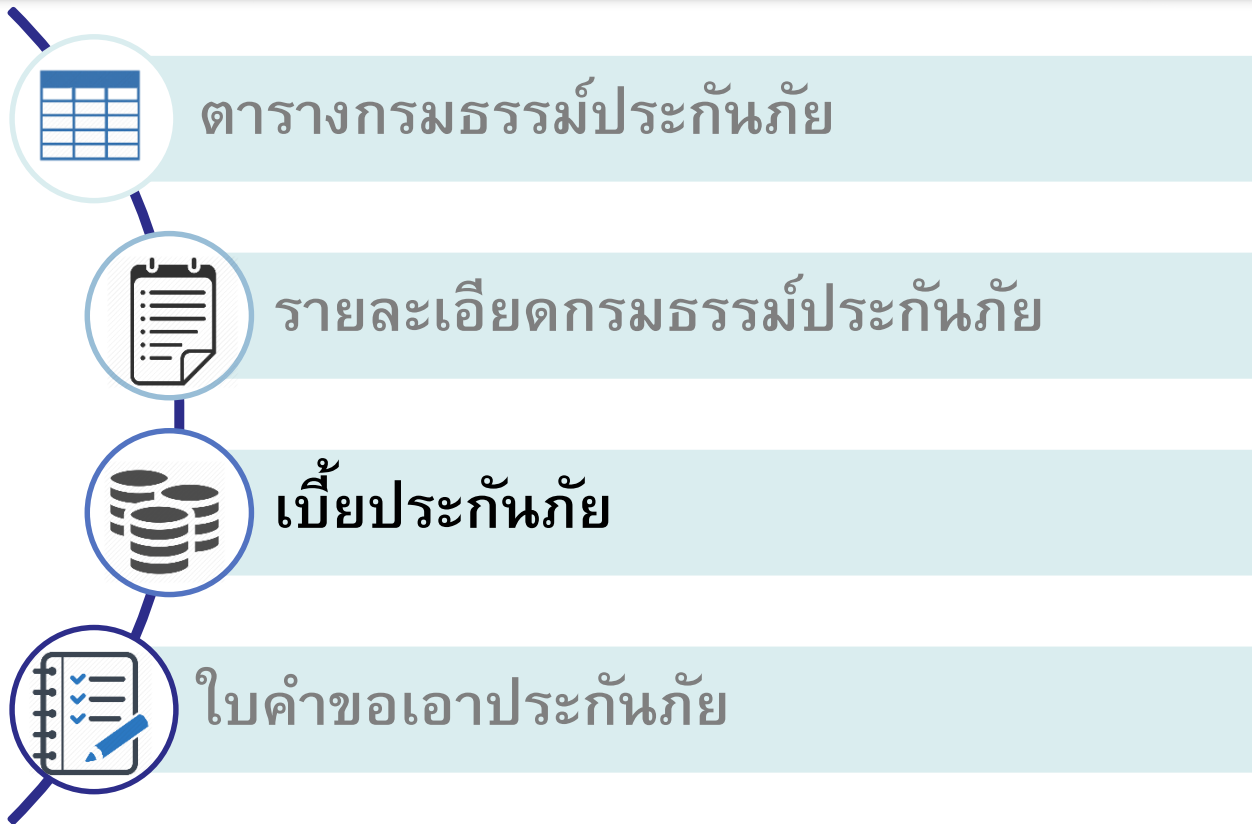 ตารางกรมธรรม์ประกันภัย
รายละเอียดกรมธรรม์ประกันภัย
เบี้ยประกันภัย
ใบคำขอเอาประกันภัย